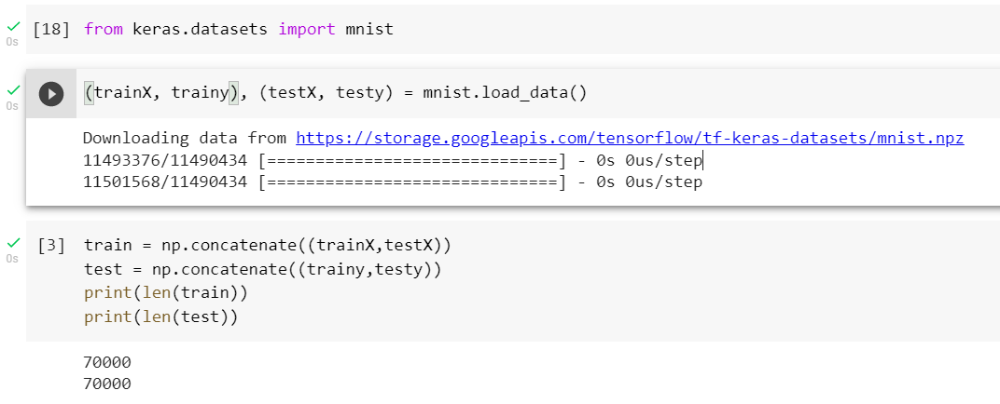 [18] from keras.datasets import mnist
0s
(trainX, trainy), (testX, testy) = mnist.load_data()
0s
Downloading data from https://storage.googleapis.com/tensorflow/tf-keras-datasets/mnist.npz
11493376/11490434 [==============================] - 0s 0us/step
11501568/11490434 [==============================] - 0s 0us/step
[3] train = np.concatenate((trainX,testX))
0s
test = np.concatenate((trainy,testy))
print(len(train))
print(len(test))
70000
70000